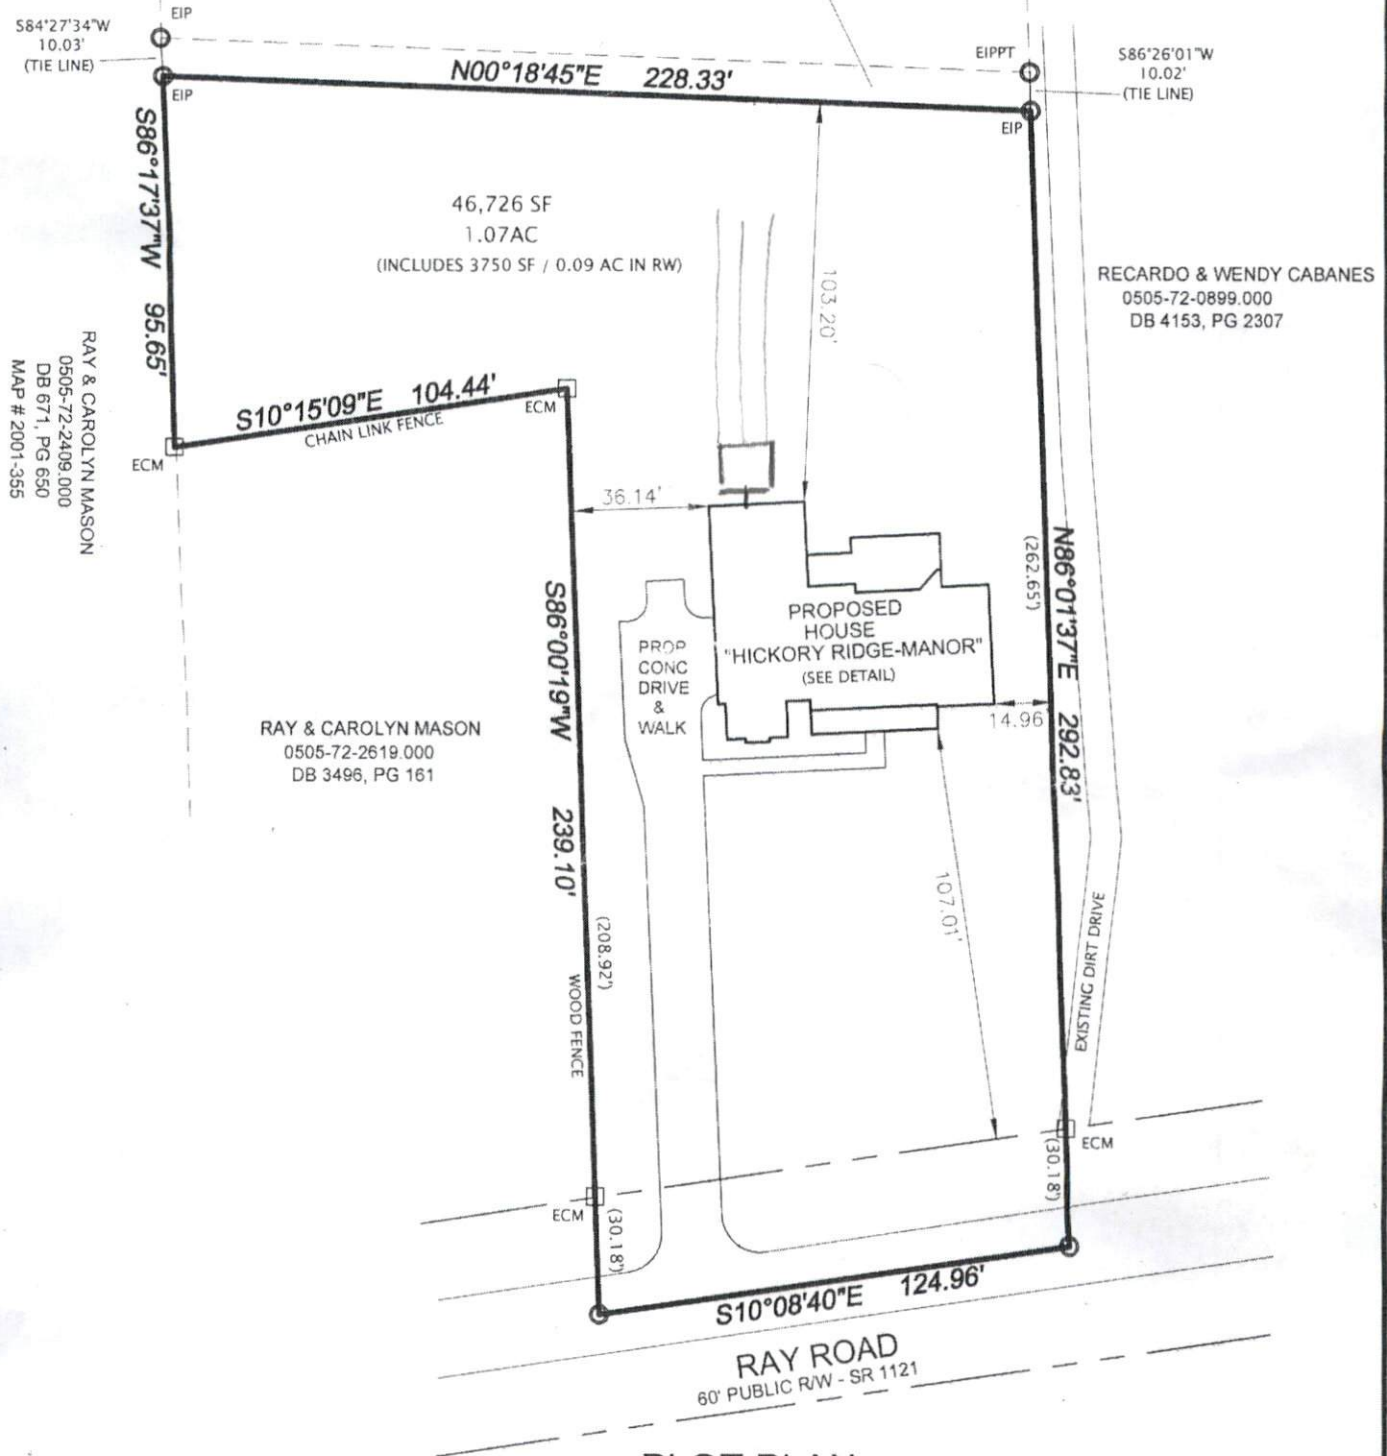 EIP
S84°27'34"W
10.03'
(TIE LINE)
EIP
N00°18'45"E 228.33'
EIPPT
S86°26'01"W
10.02'
(TIE LINE)
EIP
S86°17'37"W 95.65'
46,726 SF
1.07AC
(INCLUDES 3750 SF / 0.09 AC IN RW)
103.20'
RECARDO & WENDY CABANES
0505-72-0899.000
DB 4153, PG 2307
RAY & CAROLYN MASON
0505-72-2409.000
DB 671, PG 650
MAP # 2001-355
S10°15'09"E 104.44'
CHAIN LINK FENCE
ECM
ECM
36.14'
(262.65')
N86°01'37"E 292.83'
S86°00'19"W 239.10'
PROPOSED
HOUSE
"HICKORY RIDGE-MANOR"
(SEE DETAIL)
PROP
CONC
DRIVE
&
WALK
14.96'
RAY & CAROLYN MASON
0505-72-2619.000
DB 3496, PG 161
107.01'
(208.92')
WOOD FENCE
EXISTING DIRT DRIVE
ECM
(30.18')
ECM
(30.18')
S10°08'40"E 124.96'
RAY ROAD
60' PUBLIC R/W - SR 1121